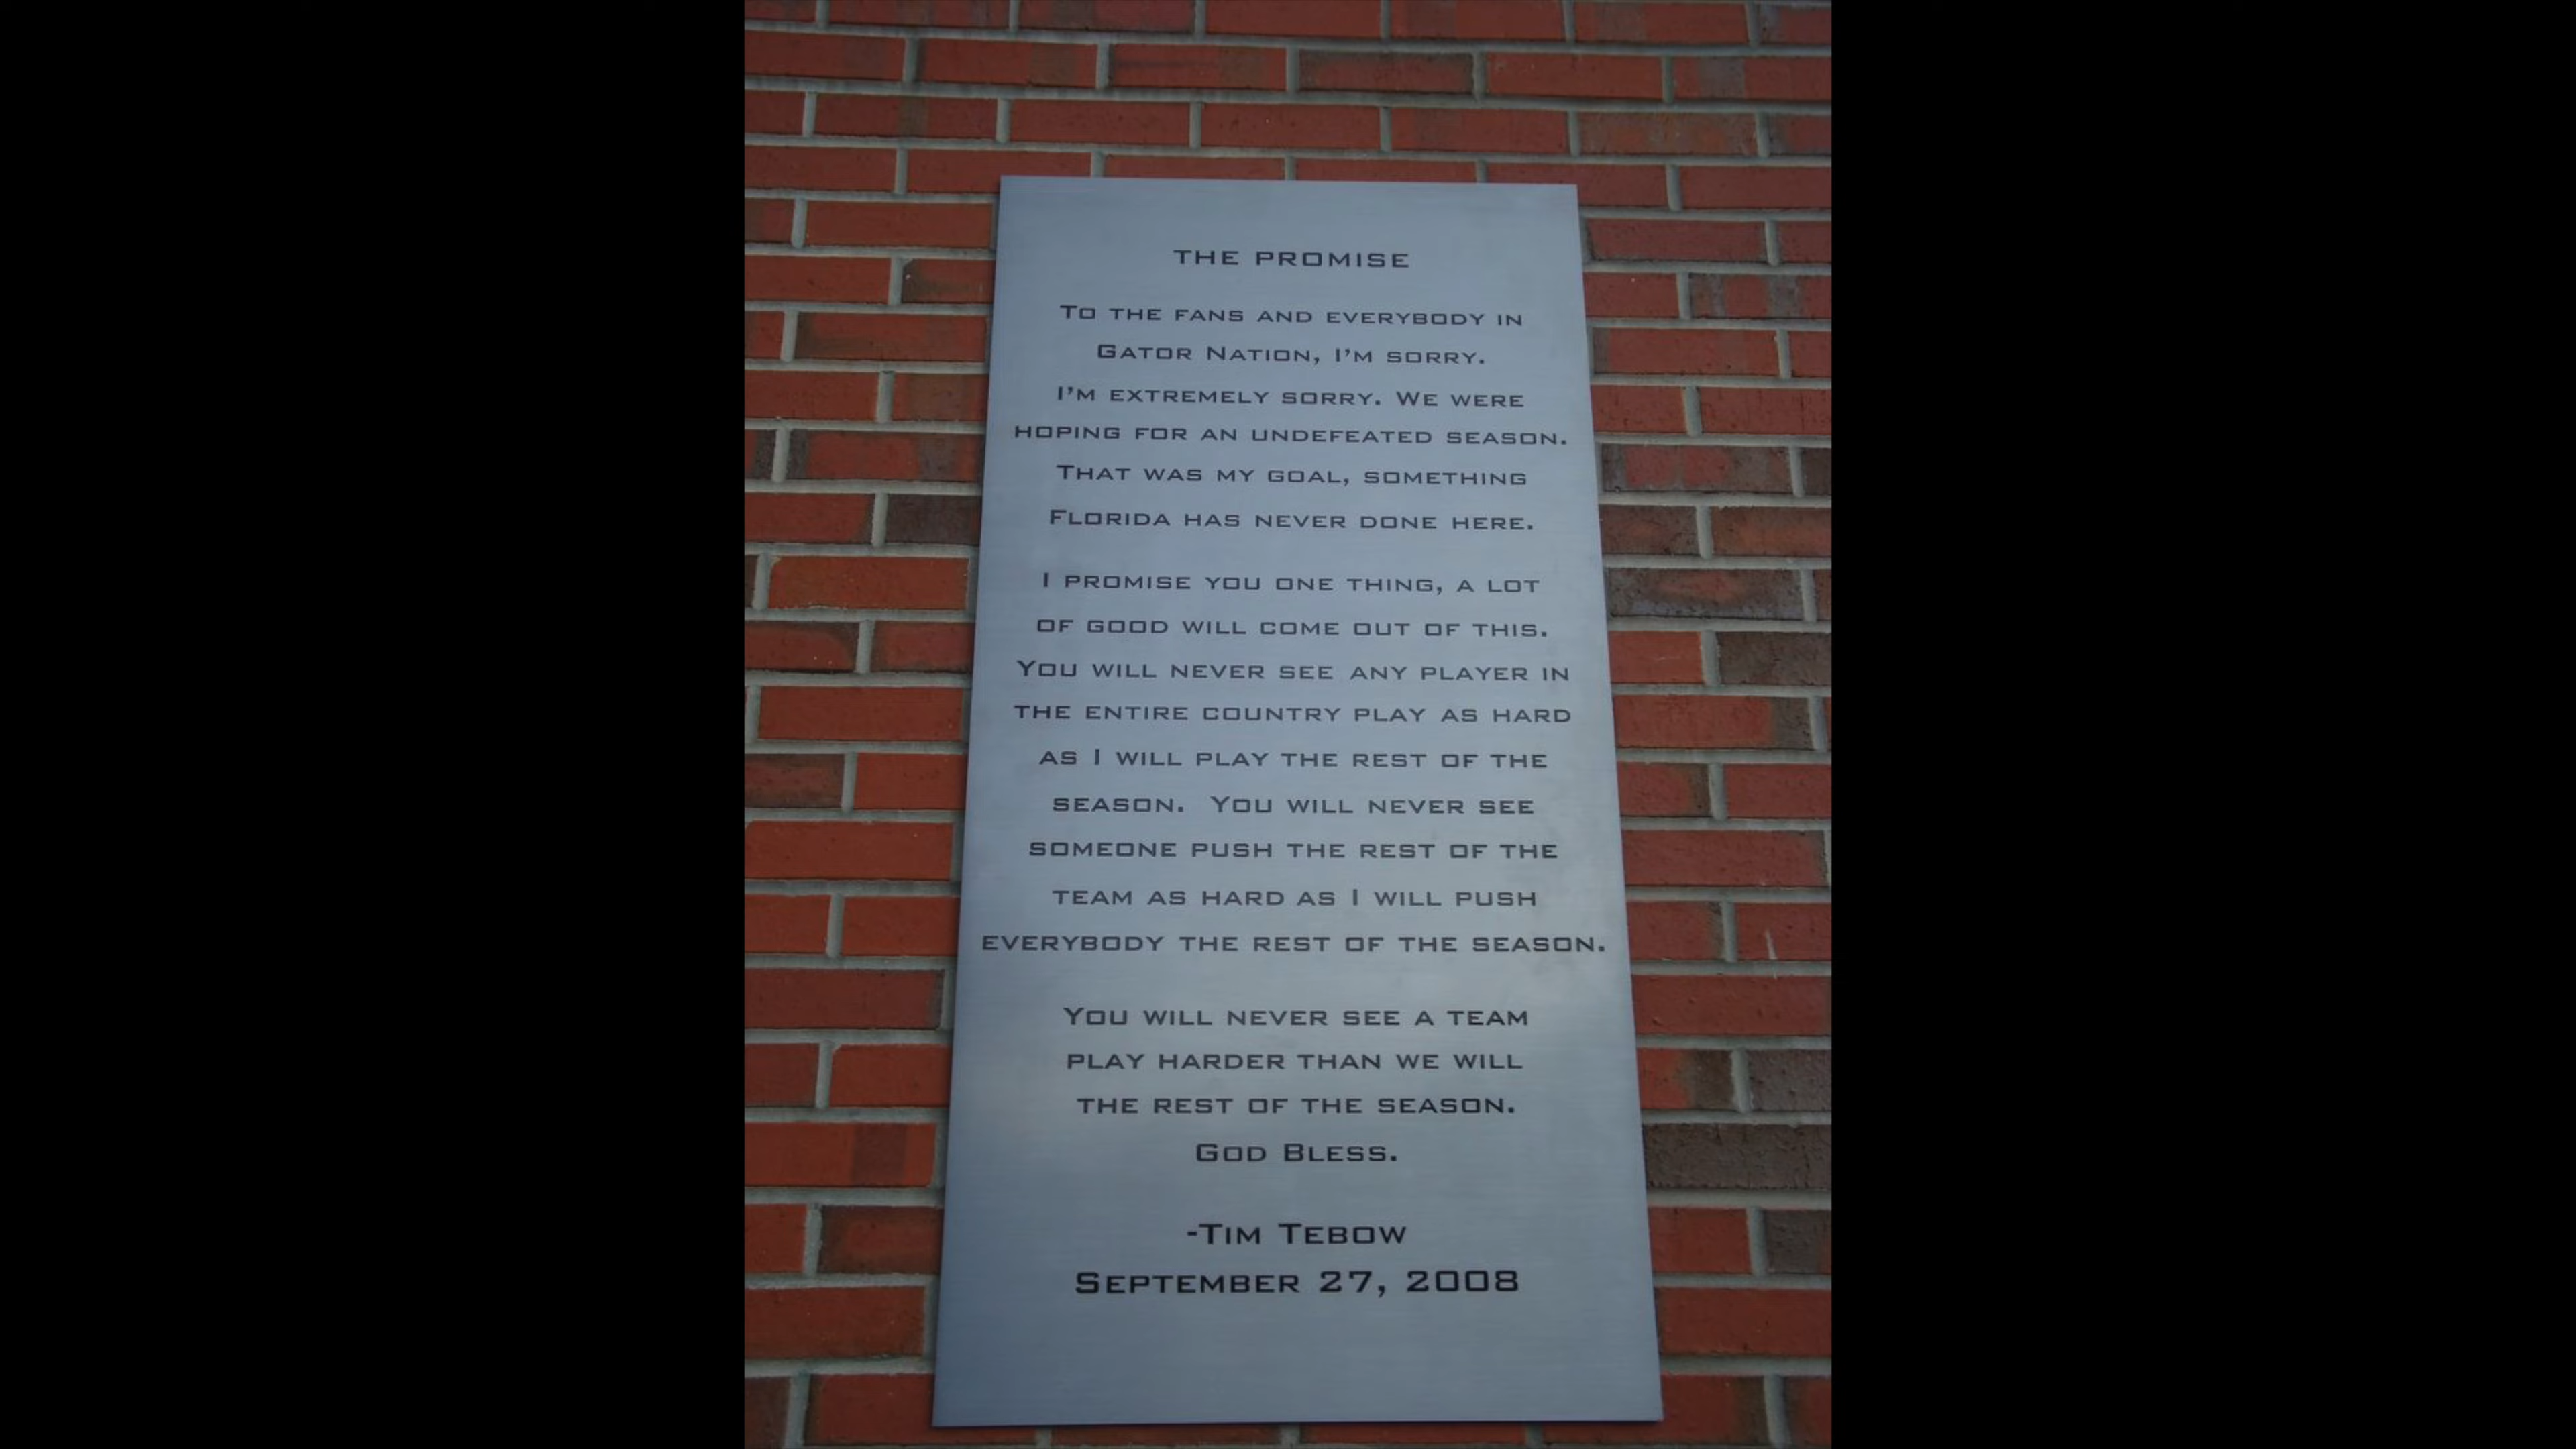 THE PROMISE
TO THE FANS AND EVERYBODY IN
GATOR NATION, I'M SORRY.
I'M EXTREMELY SORRY. WE WERE
HOPING FOR AN UNDEFEATED SEASON.
THAT WAS MY GOAL, SOMETHING
FLORIDA HAS NEVER DONE HERE.
I PROMISE YOU ONE THING, A LOT
OF GOOD WILL COME OUT OF THIS.
YOU WILL NEVER SEE ANY PLAYER IN
THE ENTIRE COUNTRY PLAY AS HARD
AS I WILL PLAY THE REST OF THE
SEASON. YOU WILL NEVER SEE
SOMEONE PUSH THE REST OF THE
TEAM AS HARD AS I WILL PUSH
EVERYBODY THE REST OF THE SEASON.
YOU WILL NEVER SEE A TEAM
PLAY HARDER THAN WE WILL
THE REST OF THE SEASON.
GOD BLESS.
-TIM TEBOW
SEPTEMBER 27, 2008